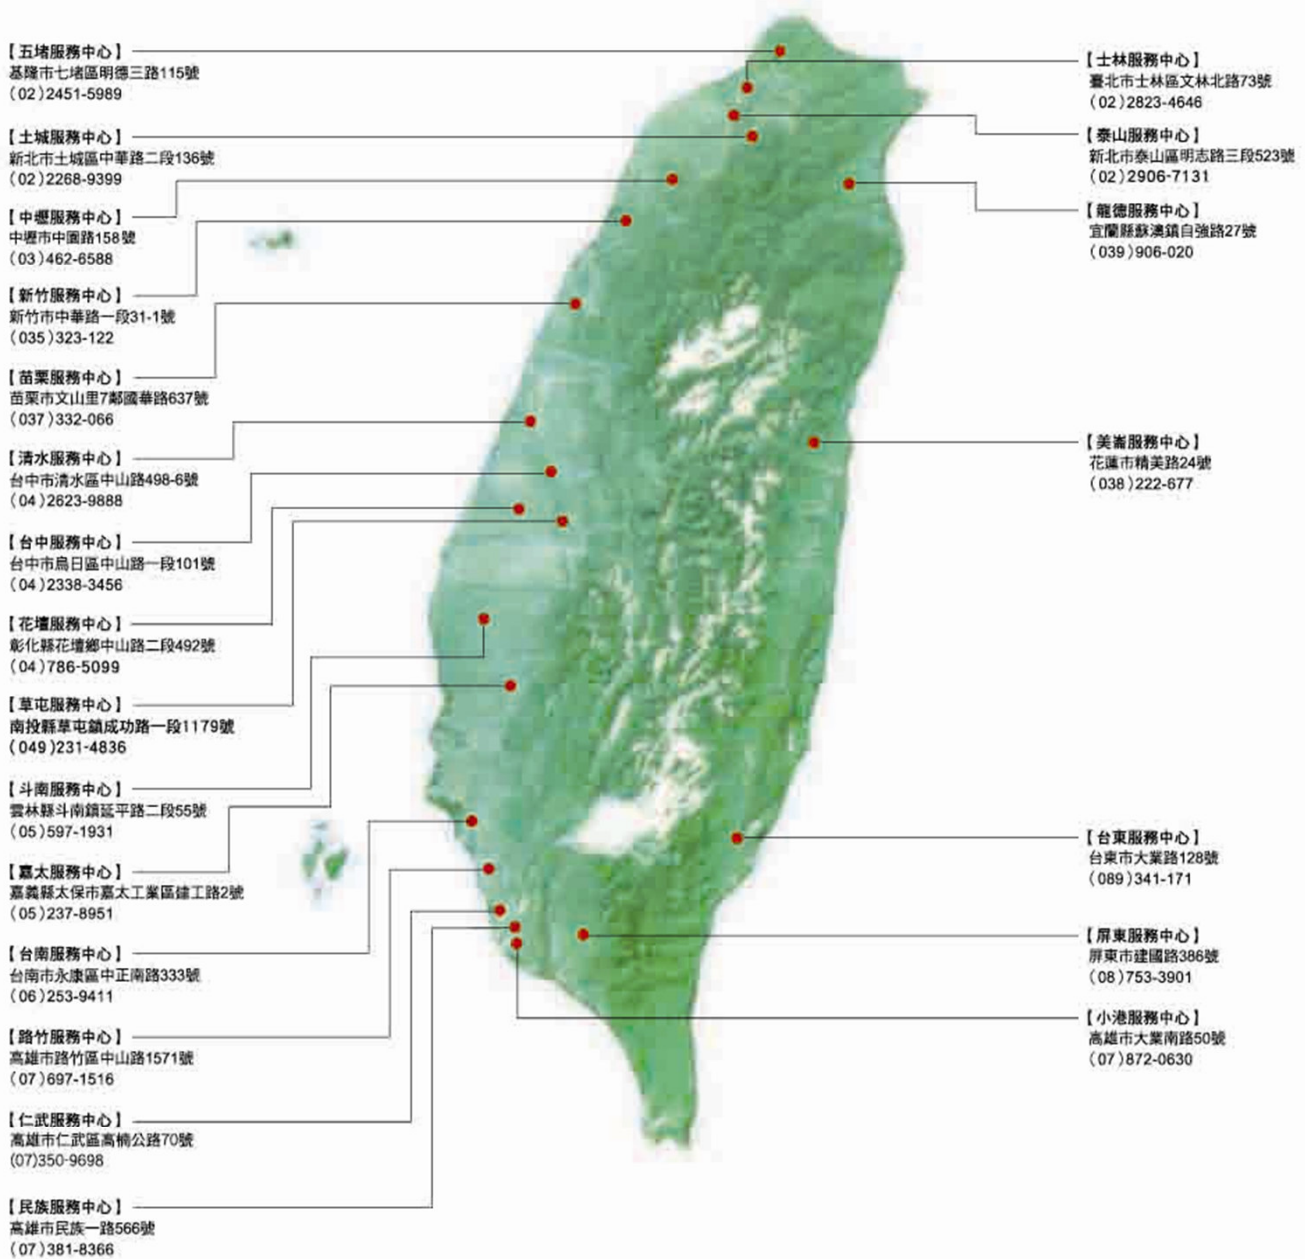 【五堵服務中心】
基隆市七堵區明德三路115號
(02)2451-5989
【土城服務中心】
新北市土城區中華路二段136號
(02)2268-9399
【中壢服務中心】
中壢市中園路158號
(03)462-6588
【新竹服務中心】
新竹市中華路一段31-1號
(035)323-122
【苗栗服務中心】
苗栗市文山里7鄰國華路637號
(037)332-066
【清水服務中心】
台中市清水區中山路498-6號
(04)2623-9888
【台中服務中心】
台中市烏日區中山路一段101號
(04)2338-3456
【花壇服務中心】
彰化縣花壇鄉中山路二段492號
(04)786-5099
【草屯服務中心】
南投縣草屯鎮成功路一段1179號
(049)231-4836
【斗南服務中心】
雲林縣斗南鎮延平路二段55號
(05)597-1931
【嘉太服務中心】
嘉義縣太保市嘉太工業區建工路2號
(05)237-8951
【台南服務中心】
台南市永康區中正南路333號
(06)253-9411
【路竹服務中心】
高雄市路竹區中山路1571號
(07)697-1516
【仁武服務中心】
高雄市仁武區高楠公路70號
(07)350-9698
【民族服務中心】
高雄市民族一路566號
(07)381-8366
【士林服務中心】
臺北市士林區文林北路73號
(02)2823-4646
【泰山服務中心】
新北市泰山區明志路三段523號
(02)2906-7131
【龍德服務中心】
宜蘭縣蘇澳鎮自強路27號
(039)906-020
【美崙服務中心】
花蓮市精美路24號
(038)222-677
【台東服務中心】
台東市大業路128號
(089)341-171
【屏東服務中心】
屏東市建國路386號
(08)753-3901
【小港服務中心】
高雄市大業南路50號
(07)872-0630